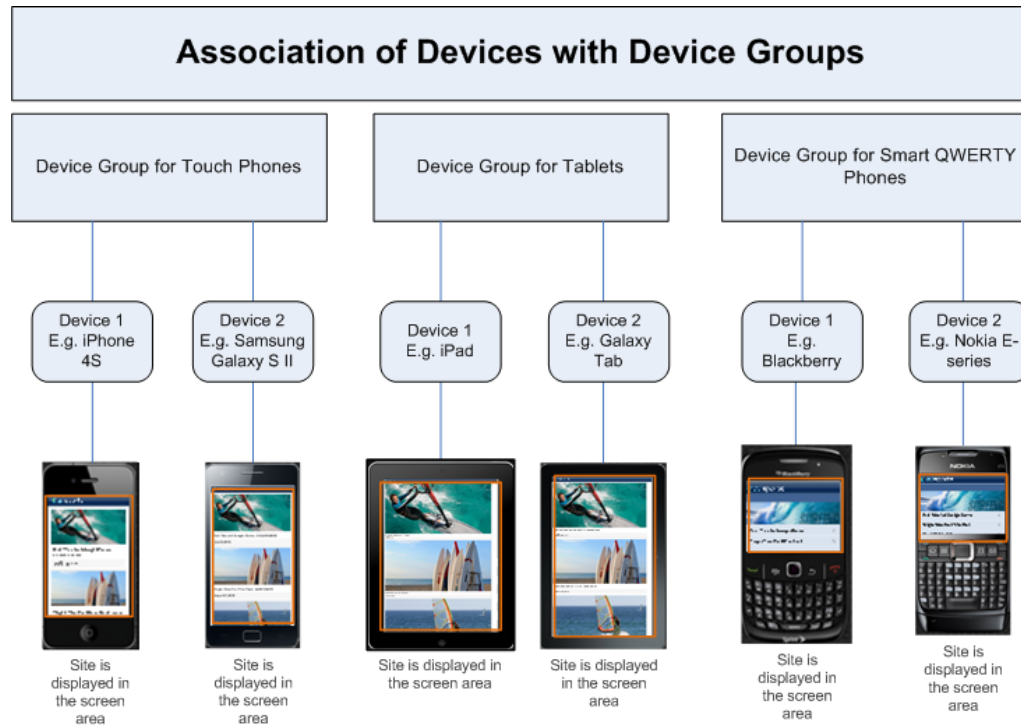 Association of Devices with Device Groups
Device Group for Touch Phones
Device Group for Tablets
Device Group for Smart QWERTY
Phones
Device 1
E.g. iPhone
4S
Device 2
E.g. Samsung
Galaxy S II
Device 1
E.g. iPad
Device 2
E.g. Galaxy
Tab
Device 1
E.g.
Blackberry
Device 2
E.g. Nokia E-
series
BlackBerry
NOKIA
Site is
displayed in
the screen
area
Site is
displayed in
the screen
area
Site is displayed in
the screen area
Site is displayed
in the screen
area
Site is
displayed in
the screen
area
Site is
displayed in
the screen
area